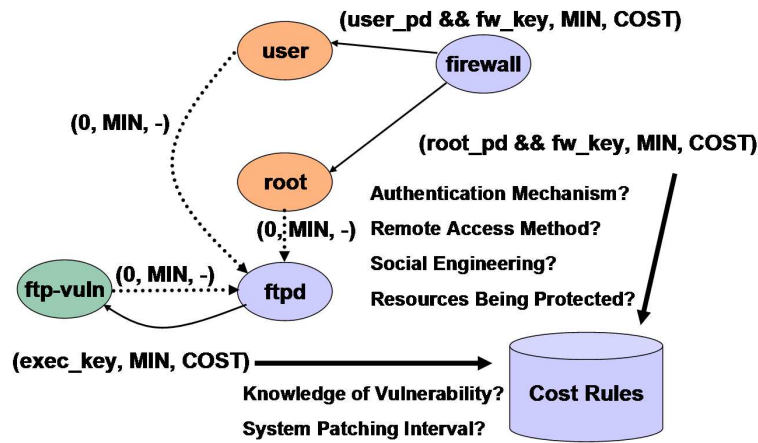 (user_pd && fw_key, MIN, COST)
user
firewall
(0, MIN, -)
(root_pd && fw_key, MIN, COST)
root
Authentication Mechanism?
(0, MIN, -)
Remote Access Method?
Social Engineering?
(0, MIN, -)
ftp-vuln
ftpd
Resources Being Protected?
(exec_key, MIN, COST)
Knowledge of Vulnerability?
Cost Rules
System Patching Interval?